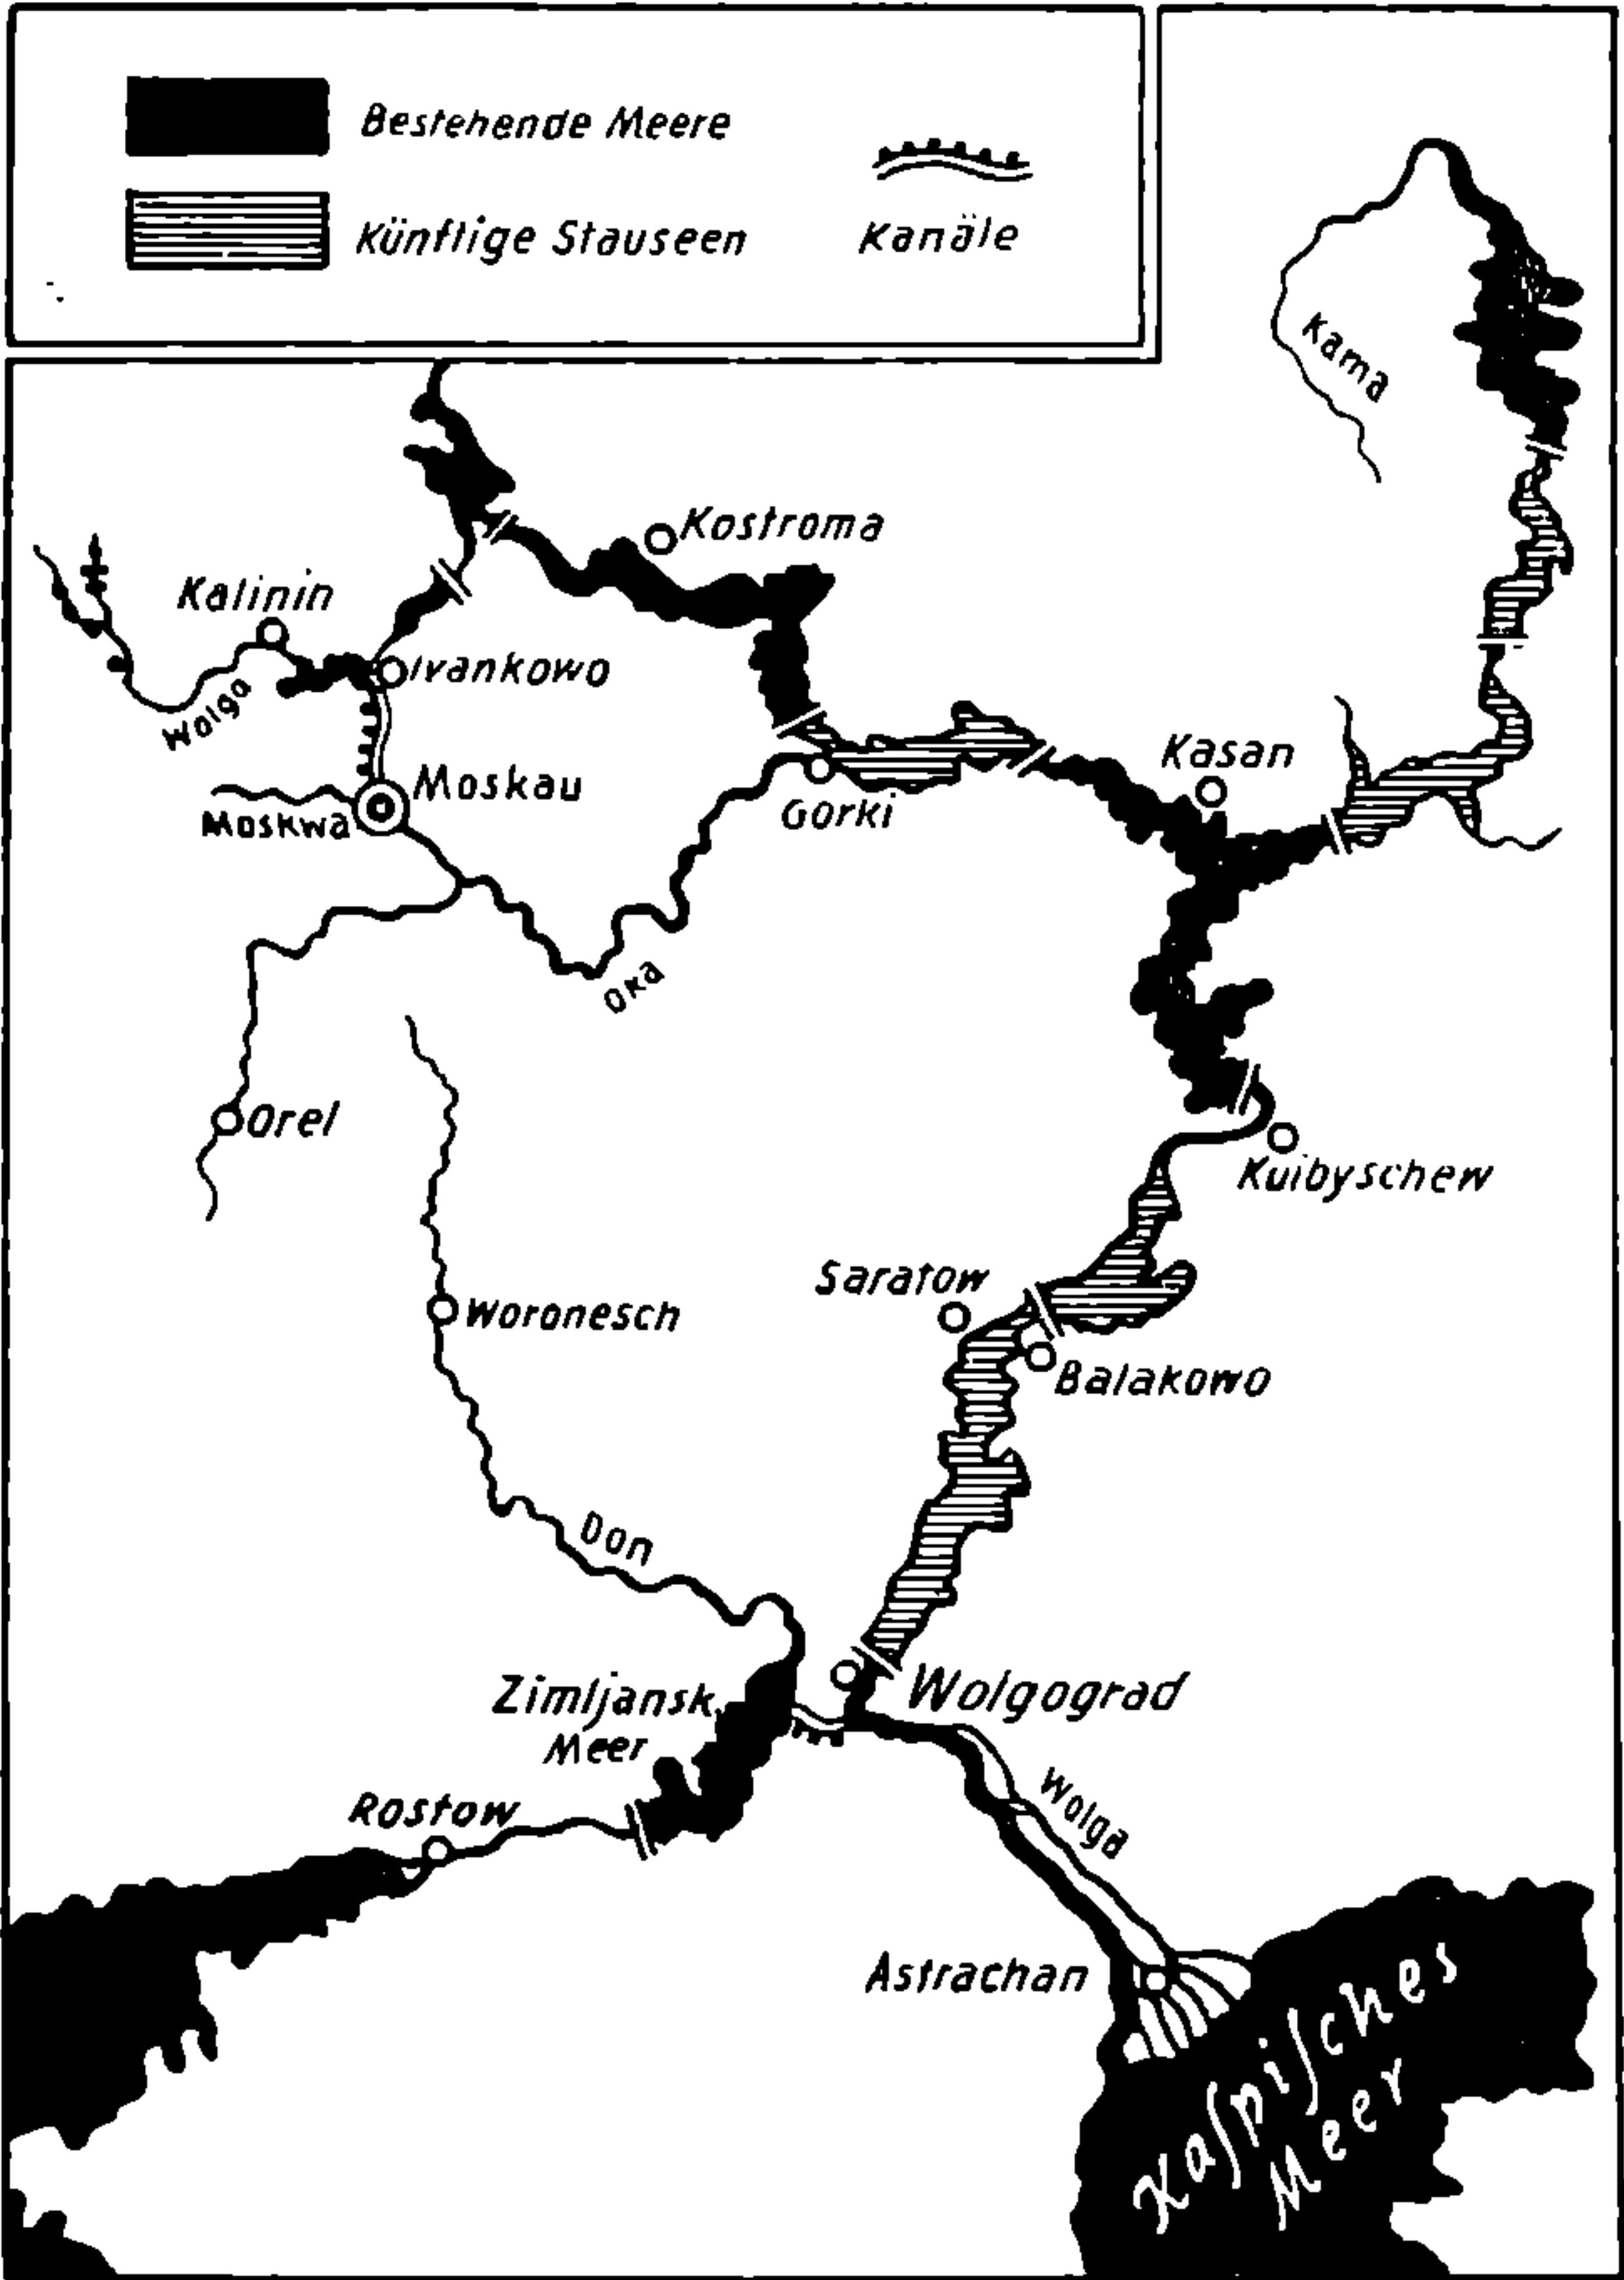 Bestehende Meere
Künftige Stauseen
Kanäle
Kama
Kostroma
Kalinin
Ivankowo
Wolga
Moskau
Moskwa
Gorki
Kasan
Oka
Orel
Kuibyschew
Saratow
Woronesch
Balakowo
Don
Zimljansk.
Meer
Wolgograd
Rostow
Wolga
Astrachan
Kaſpiſches
Meer